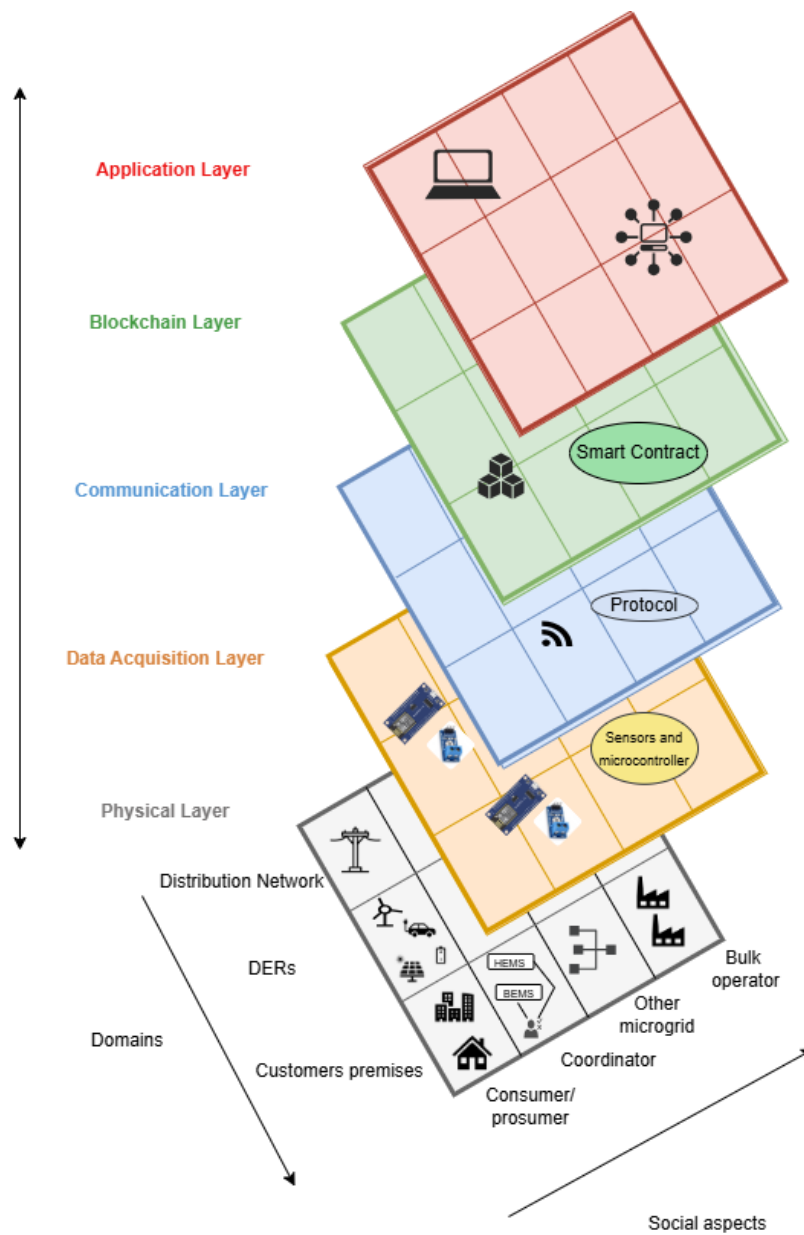 Application Layer
Blockchain Layer
Smart Contract
Communication Layer
Protocol
Data Acquisition Layer
Sensors and
microcontroller
Physical Layer
Distribution Network
DERs
HEMS
BEMS
Bulk
operator
Other
microgrid
Domains
Customers premises
Coordinator
Consumer/
prosumer
Social aspects